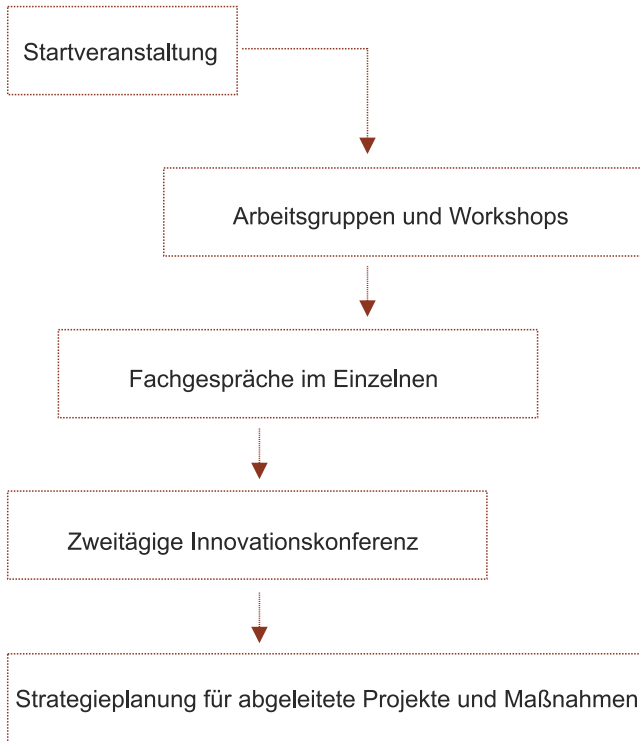 Startveranstaltung
Arbeitsgruppen und Workshops
Fachgespräche im Einzelnen
Zweitägige Innovationskonferenz
Strategieplanung für abgeleitete Projekte und Maßnahmen